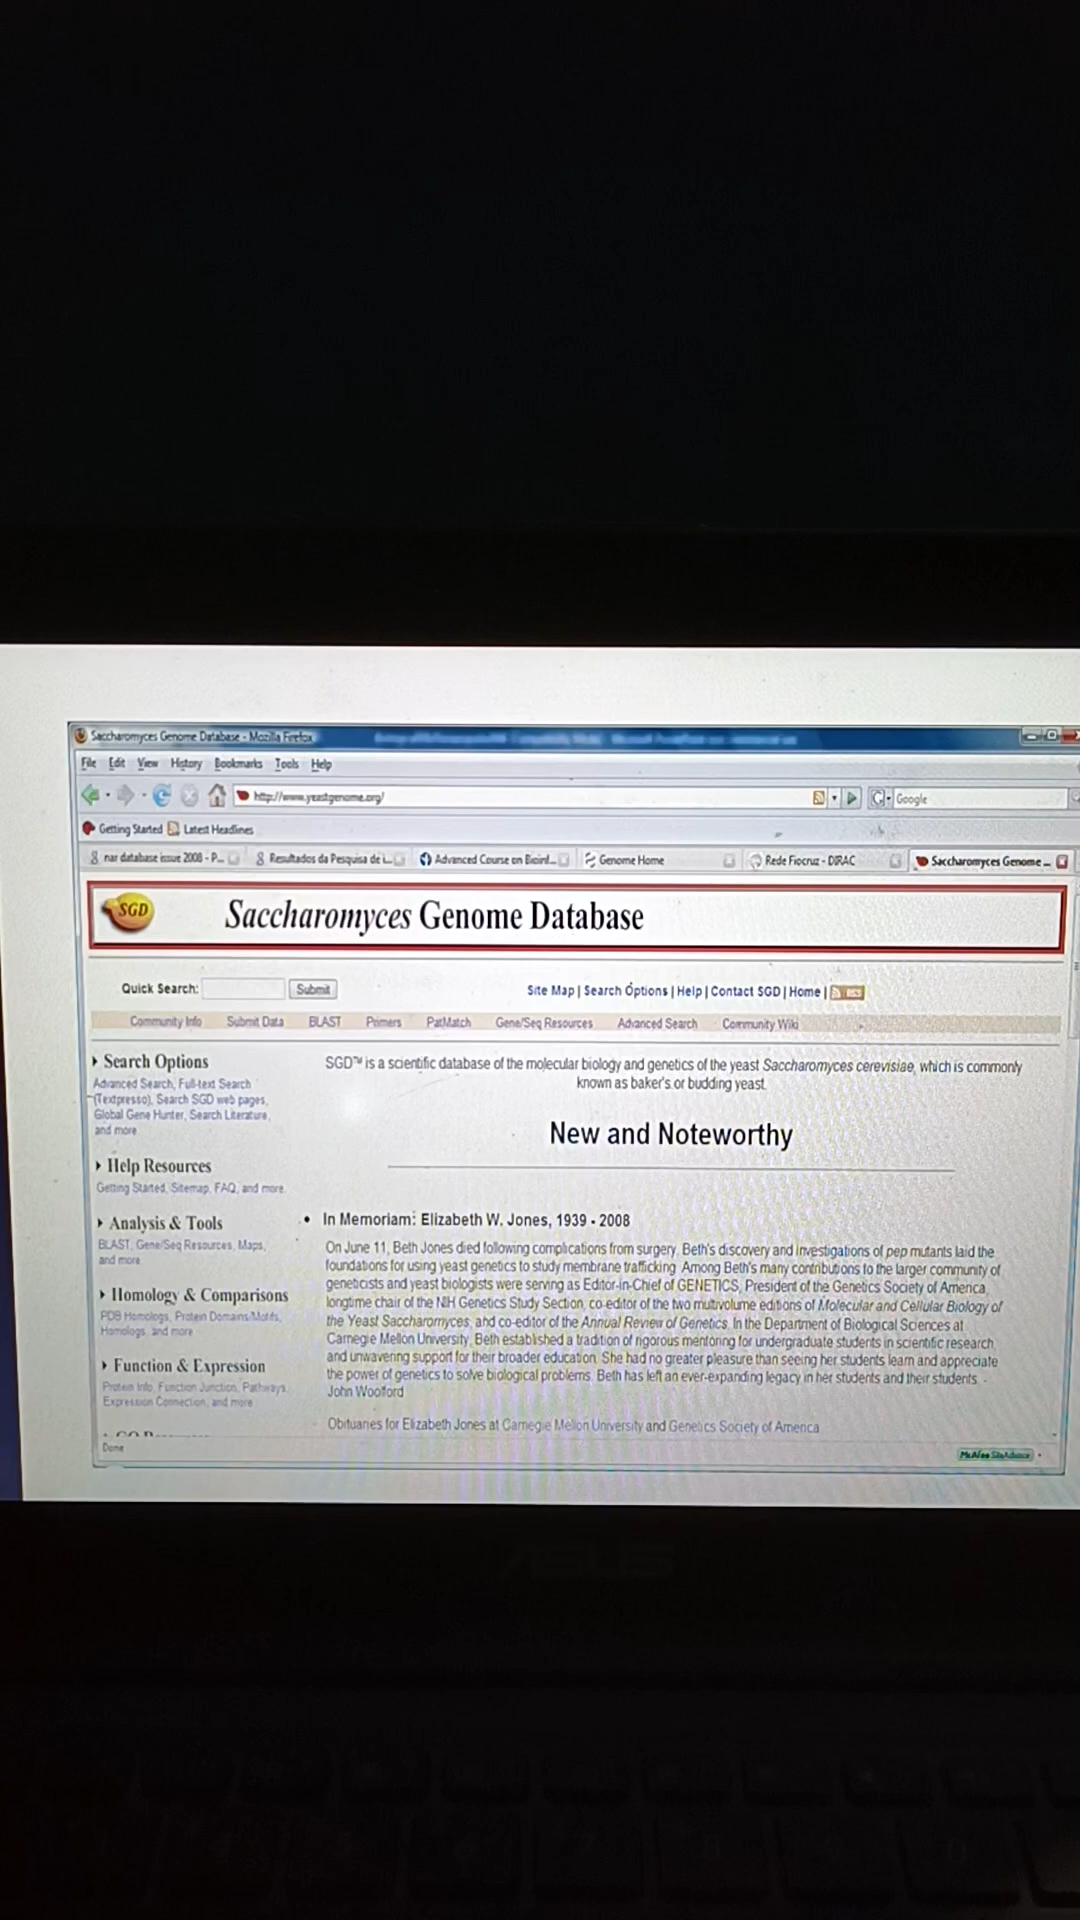 Saccharomyces Genome Database - Mozilla Firefox
File Edit View History Bookmarks Tools Help
http://www.yeastgenome.org/
Google
Getting Started Latest Headlines
nar database issue 2008 - P... Resultados da Pesquisa de i... Advanced Course on Bioinf... Genome Home Rede Fiocruz - DIRAC Saccharomyces Genome ...
SGD
Saccharomyces Genome Database
Quick Search: Submit
Site Map | Search Options | Help | Contact SGD | Home | RSS
Community Info Submit Data BLAST Primers PatMatch Gene/Seq Resources Advanced Search Community Wiki
Search Options
Advanced Search, Full-text Search
(Textpresso), Search SGD web pages,
Global Gene Hunter, Search Literature,
and more
Help Resources
Getting Started, Sitemap, FAQ, and more.
Analysis & Tools
BLAST, Gene/Seq Resources, Maps,
and more
Homology & Comparisons
PDB Homologs, Protein Domains/Motifs,
Homologs, and more
Function & Expression
Protein Info, Function Junction, Pathways,
Expression Connection, and more
SGD™ is a scientific database of the molecular biology and genetics of the yeast Saccharomyces cerevisiae, which is commonly
known as baker's or budding yeast.
New and Noteworthy
• In Memoriam: Elizabeth W. Jones, 1939 - 2008
On June 11, Beth Jones died following complications from surgery. Beth's discovery and investigations of pep mutants laid the
foundations for using yeast genetics to study membrane trafficking. Among Beth's many contributions to the larger community of
geneticists and yeast biologists were serving as Editor-in-Chief of GENETICS, President of the Genetics Society of America,
longtime chair of the NIH Genetics Study Section, co-editor of the two multivolume editions of Molecular and Cellular Biology of
the Yeast Saccharomyces, and co-editor of the Annual Review of Genetics. In the Department of Biological Sciences at
Carnegie Mellon University, Beth established a tradition of rigorous mentoring for undergraduate students in scientific research,
and unwavering support for their broader education. She had no greater pleasure than seeing her students learn and appreciate
the power of genetics to solve biological problems. Beth has left an ever-expanding legacy in her students and their students. -
John Woolford
Obituaries for Elizabeth Jones at Carnegie Mellon University and Genetics Society of America
Done
McAfee SiteAdvisor